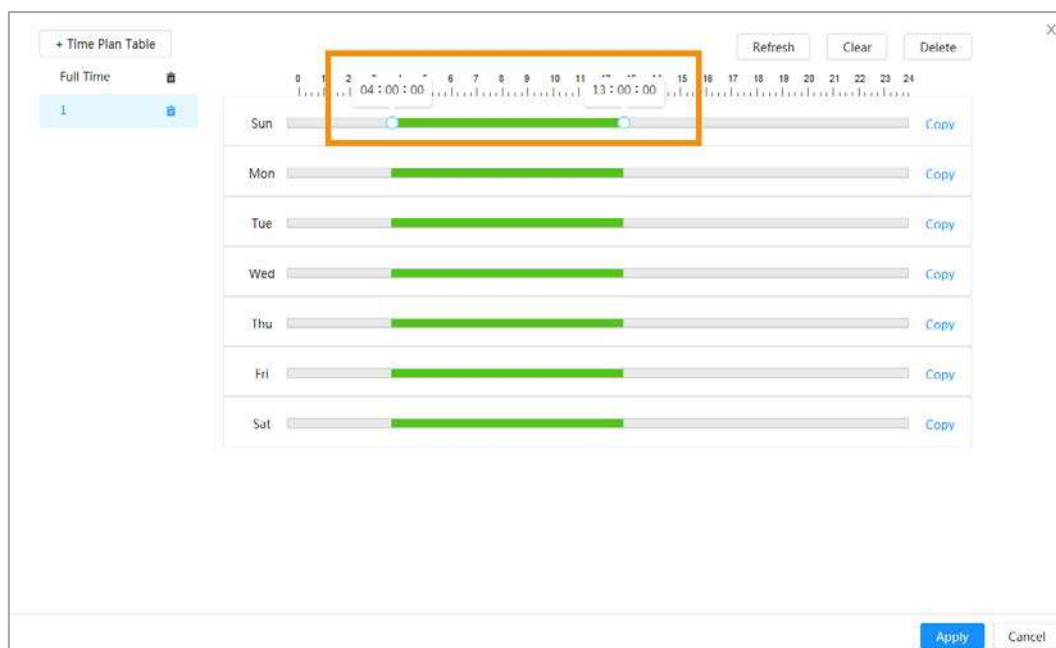 + Time Plan Table
Refresh Clear Delete
Full Time
0 1 2 6 7 8 9 10 11 15 16 17 18 19 20 21 22 23 24
04:00:00 13:00:00
1
Sun Copy
Mon Copy
Tue Copy
Wed Copy
Thu Copy
Fri Copy
Sat Copy
Apply Cancel